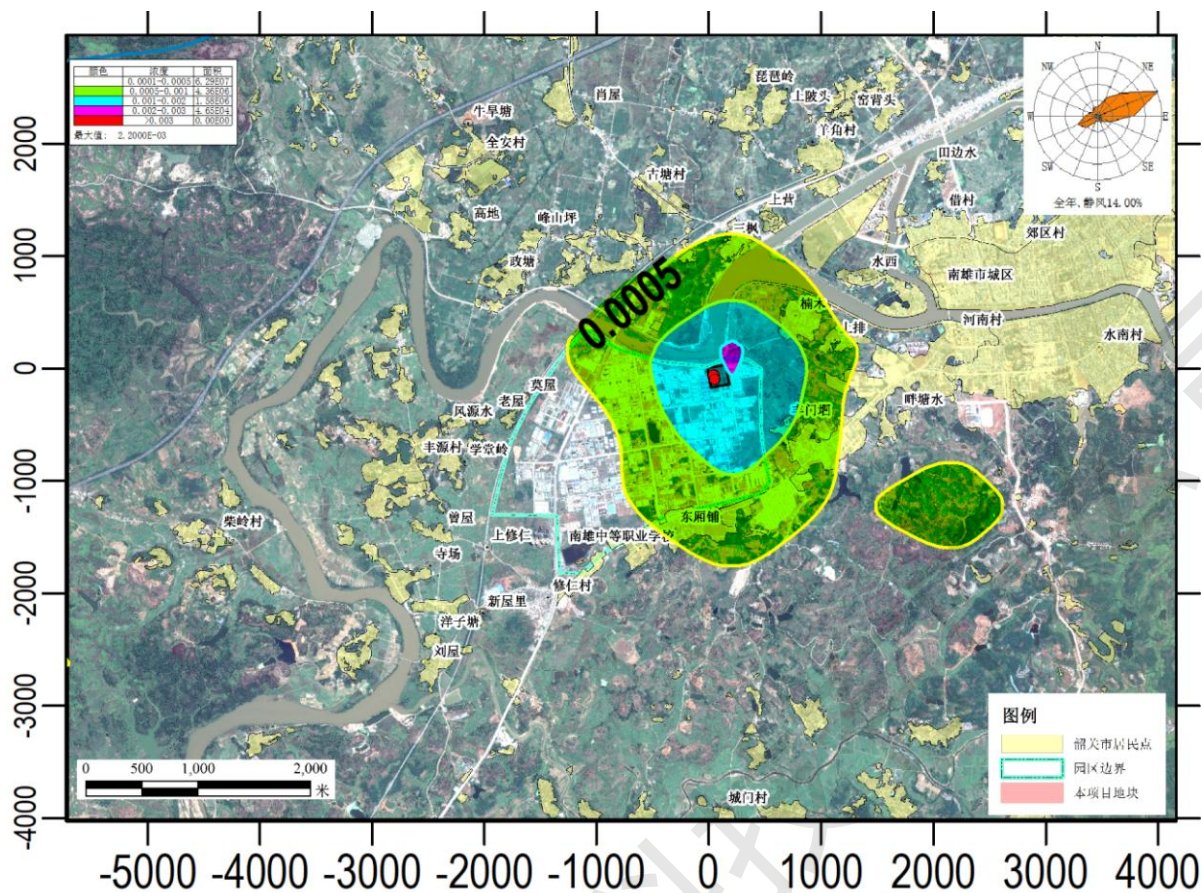 颜色 浓度 面积
0.0001-0.0005 6.29E07
0.0005-0.001 4.36E06
0.001-0.002 1.58E06
0.002-0.003 4.65E04
>0.003 0.00E00
最大值: 2.2000E-03
N
NE
E
SE
S
SW
W
NW
全年,静风14.00%
肖屋
琵琶岭
上陂头
窑背头
牛旱塘
羊角村
全安村
田边水
古塘村
上营
借村
高地
峰山坪
三枫
郊区村
政塘
水西
南雄市城区
0.0005
楠木
上排
河南村
水南村
莫屋
老屋
风源水
畔塘水
丰源村
学堂岭
东厢铺
曾屋
柴岭村
上修仁
南雄中等职业学校
寺场
修仁村
新屋里
洋子塘
刘屋
城门村
图例
韶关市居民点
园区边界
本项目地块
0 500 1,000 2,000
米
2000
1000
0
-1000
-2000
-3000
-4000
-5000 -4000 -3000 -2000 -1000 0 1000 2000 3000 4000